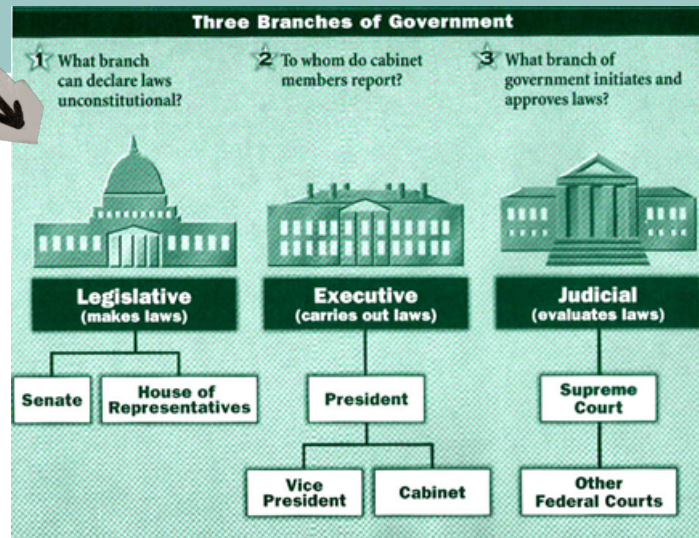 Three Branches of Government
1 What branch
can declare laws
unconstitutional?
2 To whom do cabinet
members report?
3 What branch of
government initiates and
approves laws?
Legislative
(makes laws)
Executive
(carries out laws)
Judicial
(evaluates laws)
Senate
House of
Representatives
President
Supreme
Court
Vice
President
Cabinet
Other
Federal Courts